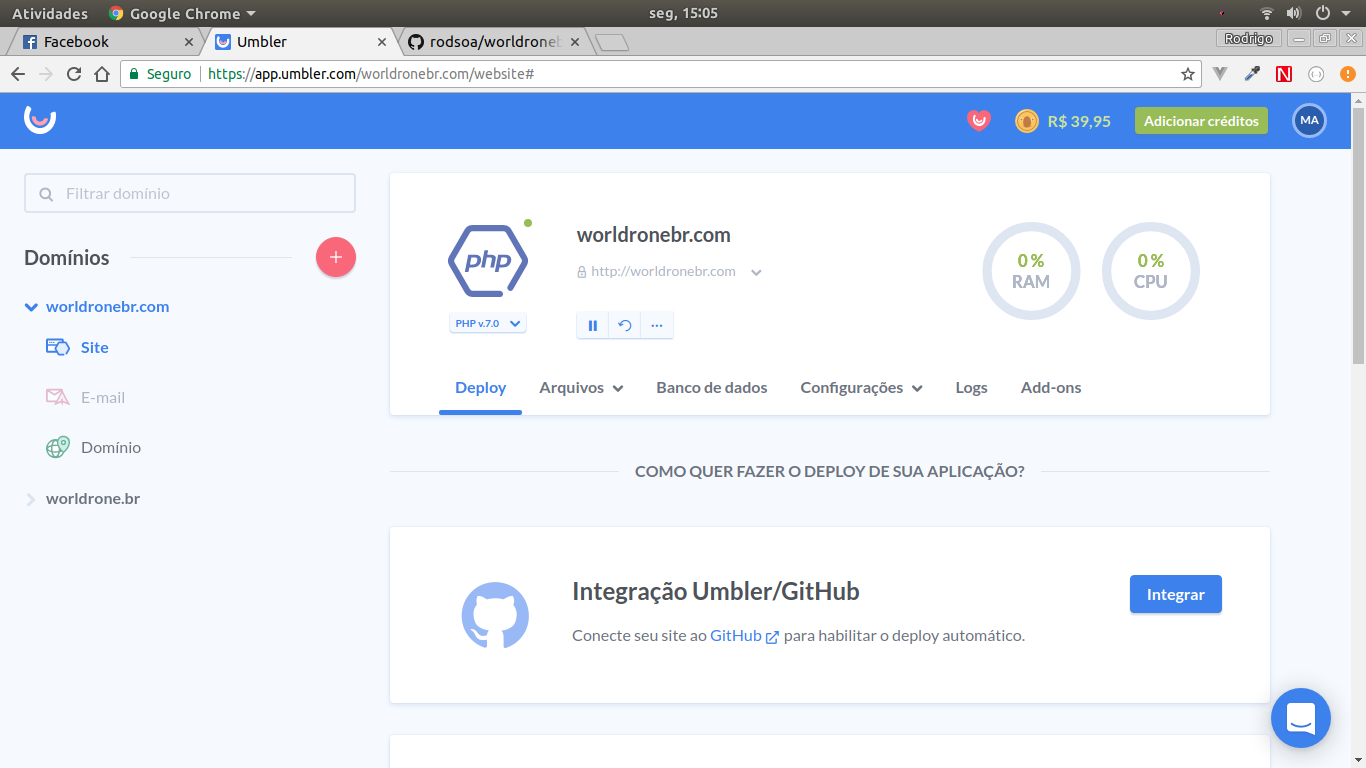 Atividades Google Chrome seg, 15:05
Facebook Umbler rodsoa/worldroneb Rodrigo
Seguro https://app.umbler.com/worldronebr.com/website#
R$ 39,95 Adicionar créditos MA
Filtrar domínio
Domínios
worldronebr.com
Site
E-mail
Domínio
worldrone.br
php
PHP v.7.0
worldronebr.com
http://worldronebr.com
0 % RAM
0 % CPU
Deploy Arquivos Banco de dados Configurações Logs Add-ons
COMO QUER FAZER O DEPLOY DE SUA APLICAÇÃO?
Integração Umbler/GitHub
Integrar
Conecte seu site ao GitHub para habilitar o deploy automático.